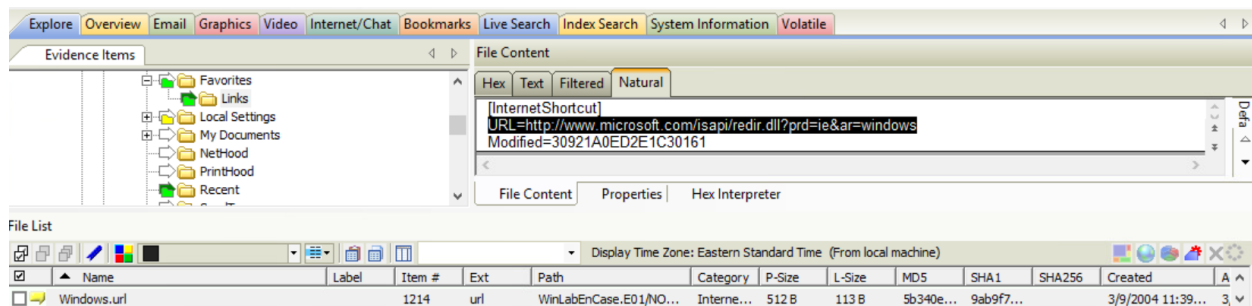 Explore Overview Email Graphics Video Internet/Chat Bookmarks Live Search Index Search System Information Volatile
Evidence Items
File Content
Favorites
Links
Local Settings
My Documents
NetHood
PrintHood
Recent
Hex Text Filtered Natural
[InternetShortcut]
URL=http://www.microsoft.com/isapi/redir.dll?prd=ie&ar=windows
Modified=30921A0ED2E1C30161
Defa
File Content Properties Hex Interpreter
File List
Display Time Zone: Eastern Standard Time (From local machine)
Name Label Item # Ext Path Category P-Size L-Size MD5 SHA1 SHA256 Created A
Windows.url 1214 url WinLabEnCase.E01/NO... Interne... 512 B 113 B 5b340e... 9ab9f7... 3/9/2004 11:39... 3,